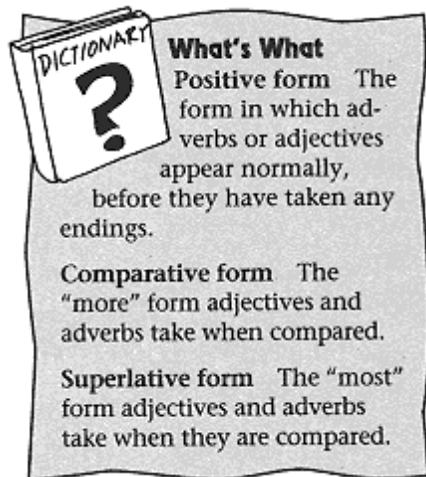 DICTIONARY
?
What's What
Positive form The
form in which ad-
verbs or adjectives
appear normally,
before they have taken any
endings.
Comparative form The
"more" form adjectives and
adverbs take when compared.
Superlative form The "most"
form adjectives and adverbs
take when they are compared.